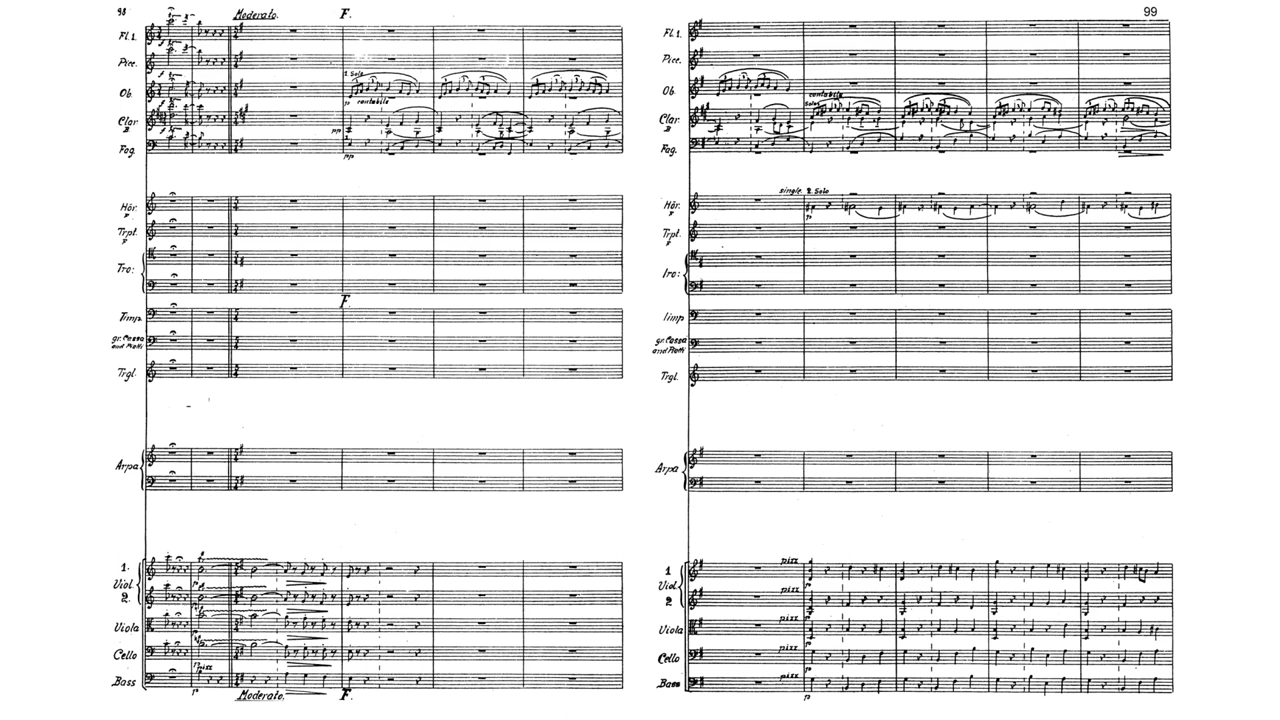 98
Moderato.
F.
Fl. 1.
Picc.
1. Solo
Ob.
p cantabile
Clar
B
pp
Fag.
pp
Hör.
F
Trpt.
F
Tro:
F.
Timp.
gr. Cassa
and Piatti
Trgl.
Arpa
1.
Viol.
2.
Viola
Cello
p pizz
Bass
p
Moderato.
F.
99
Fl. 1.
Picc.
Ob.
cantabile
Solo
Clar
B
Fag.
single. 2. Solo
Hör.
F
p
Trpt.
F
Tro:
Timp
gr. Cassa
and Piatti
Trgl.
Arpa
pizz
1
Viol.
p
pizz
2
p
pizz
Viola
p
pizz
Cello
p
pizz
Bass
p